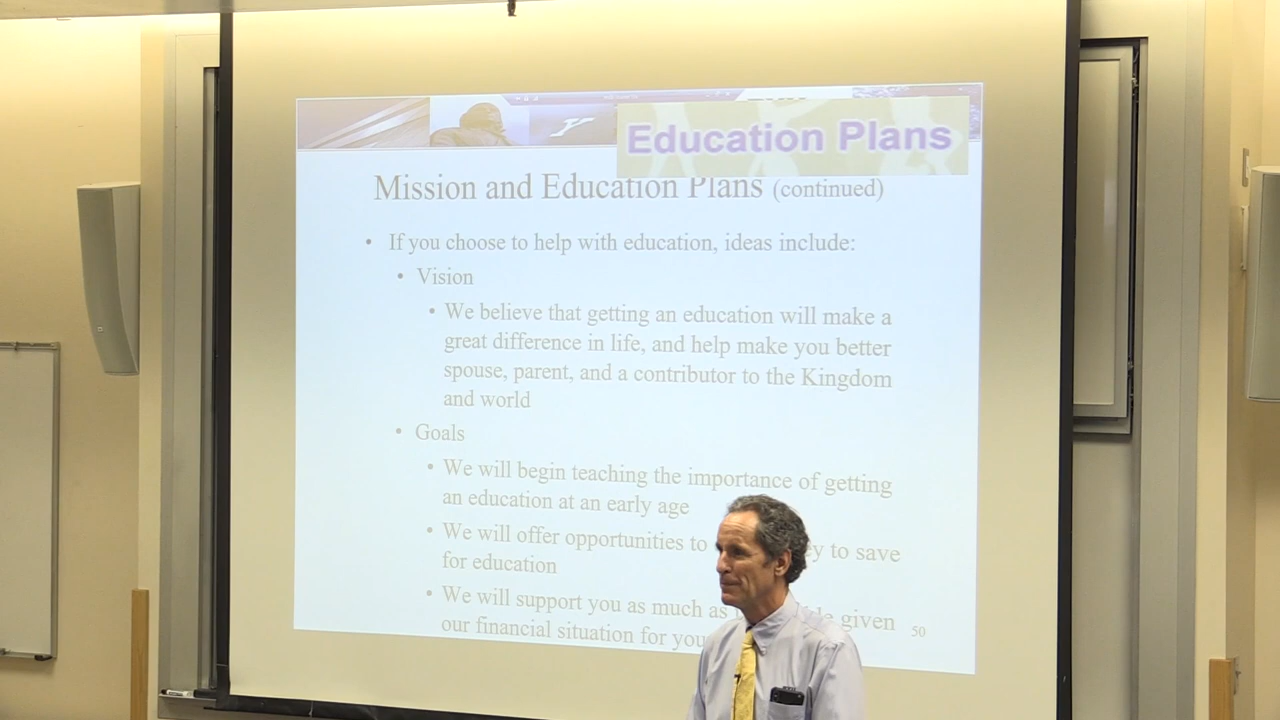 Y
Education Plans
Mission and Education Plans (continued)
• If you choose to help with education, ideas include:
• Vision
• We believe that getting an education will make a
great difference in life, and help make you better
spouse, parent, and a contributor to the Kingdom
and world
• Goals
• We will begin teaching the importance of getting
an education at an early age
• We will offer opportunities to to save
for education
• We will support you as much as given
our financial situation for
50